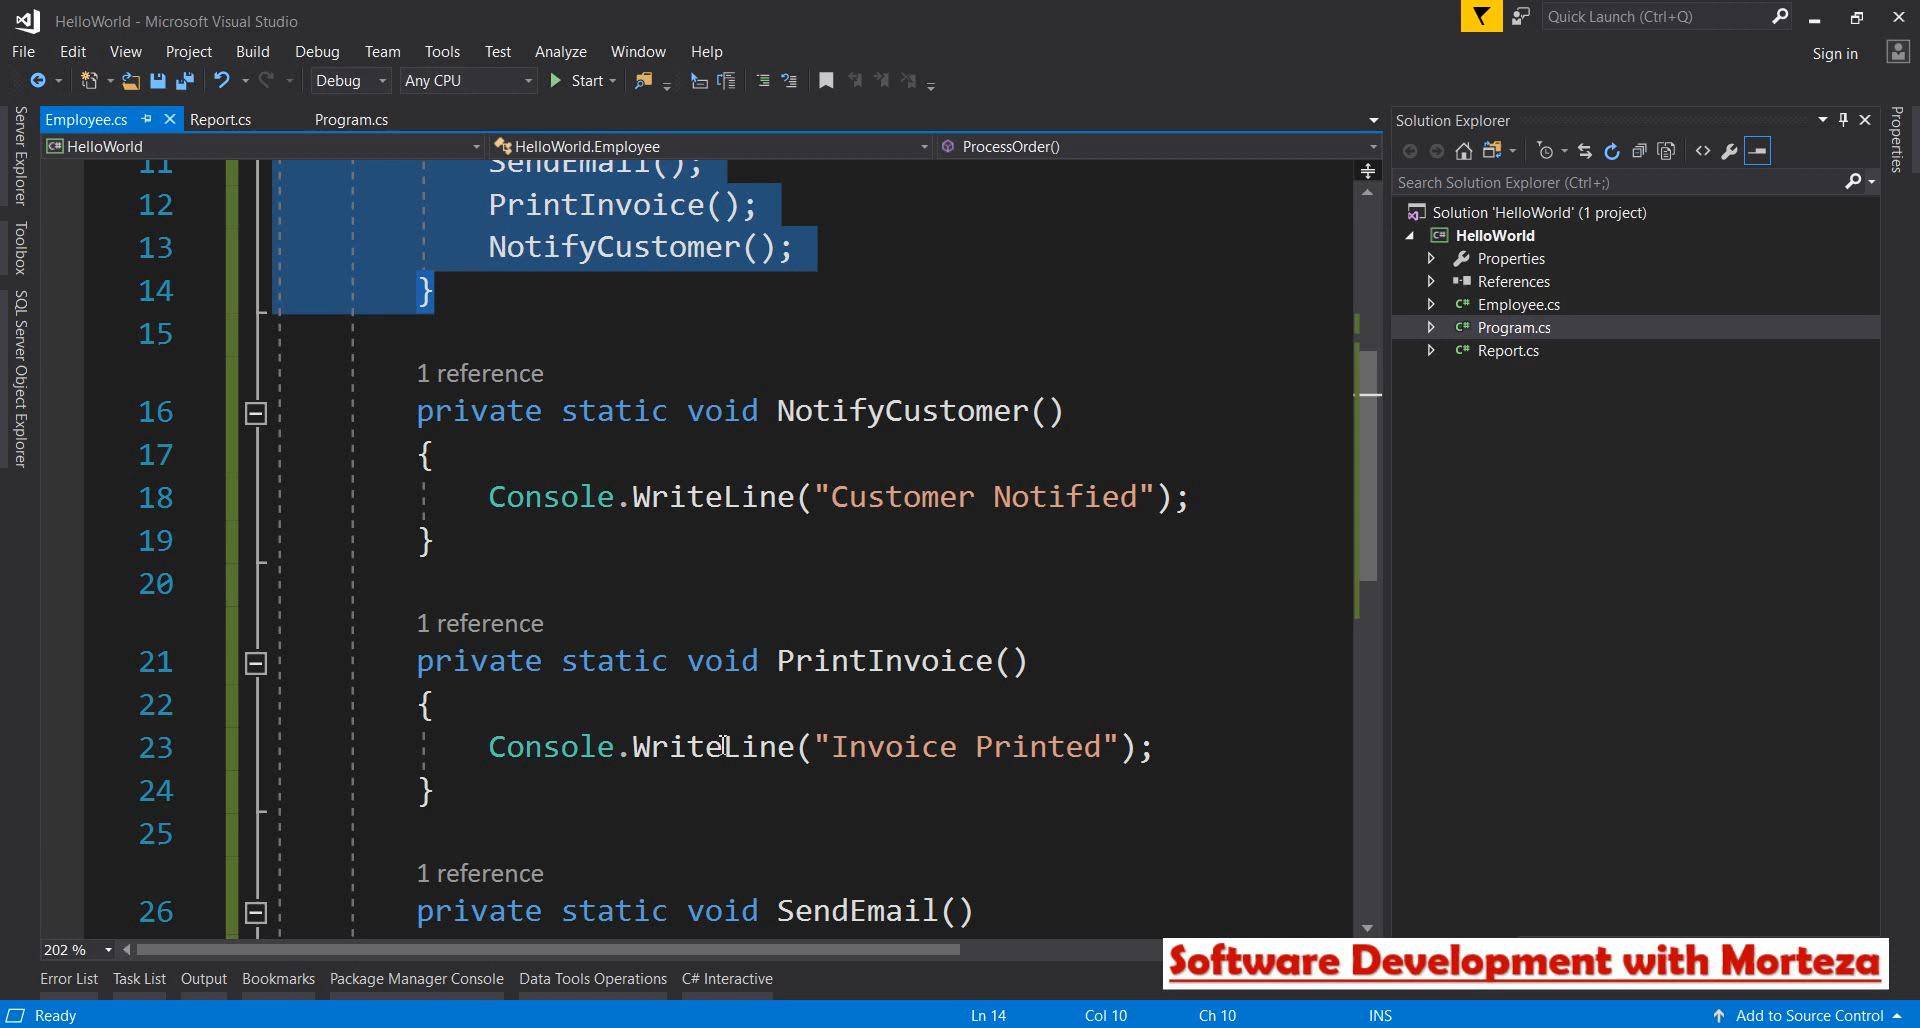 HelloWorld - Microsoft Visual Studio
Quick Launch (Ctrl+Q)
File Edit View Project Build Debug Team Tools Test Analyze Window Help
Sign in
Debug Any CPU Start
Employee.cs Report.cs Program.cs
HelloWorld HelloWorld.Employee ProcessOrder()
Server Explorer
Toolbox
SQL Server Object Explorer
11 SendEmail();
12 PrintInvoice();
13 NotifyCustomer();
14 }
15
1 reference
16 private static void NotifyCustomer()
17 {
18 Console.WriteLine("Customer Notified");
19 }
20
1 reference
21 private static void PrintInvoice()
22 {
23 Console.WriteLine("Invoice Printed");
24 }
25
1 reference
26 private static void SendEmail()
202 %
Solution Explorer
Search Solution Explorer (Ctrl+;)
Solution 'HelloWorld' (1 project)
C# HelloWorld
Properties
References
C# Employee.cs
C# Program.cs
C# Report.cs
Properties
Software Development with Morteza
Error List Task List Output Bookmarks Package Manager Console Data Tools Operations C# Interactive
Ready Ln 14 Col 10 Ch 10 INS Add to Source Control